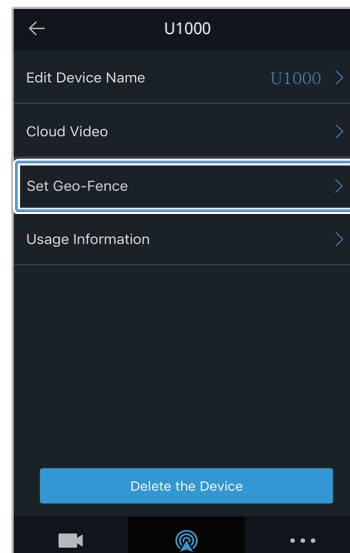 U1000
Edit Device Name U1000
Cloud Video
Set Geo-Fence
Usage Information
Delete the Device